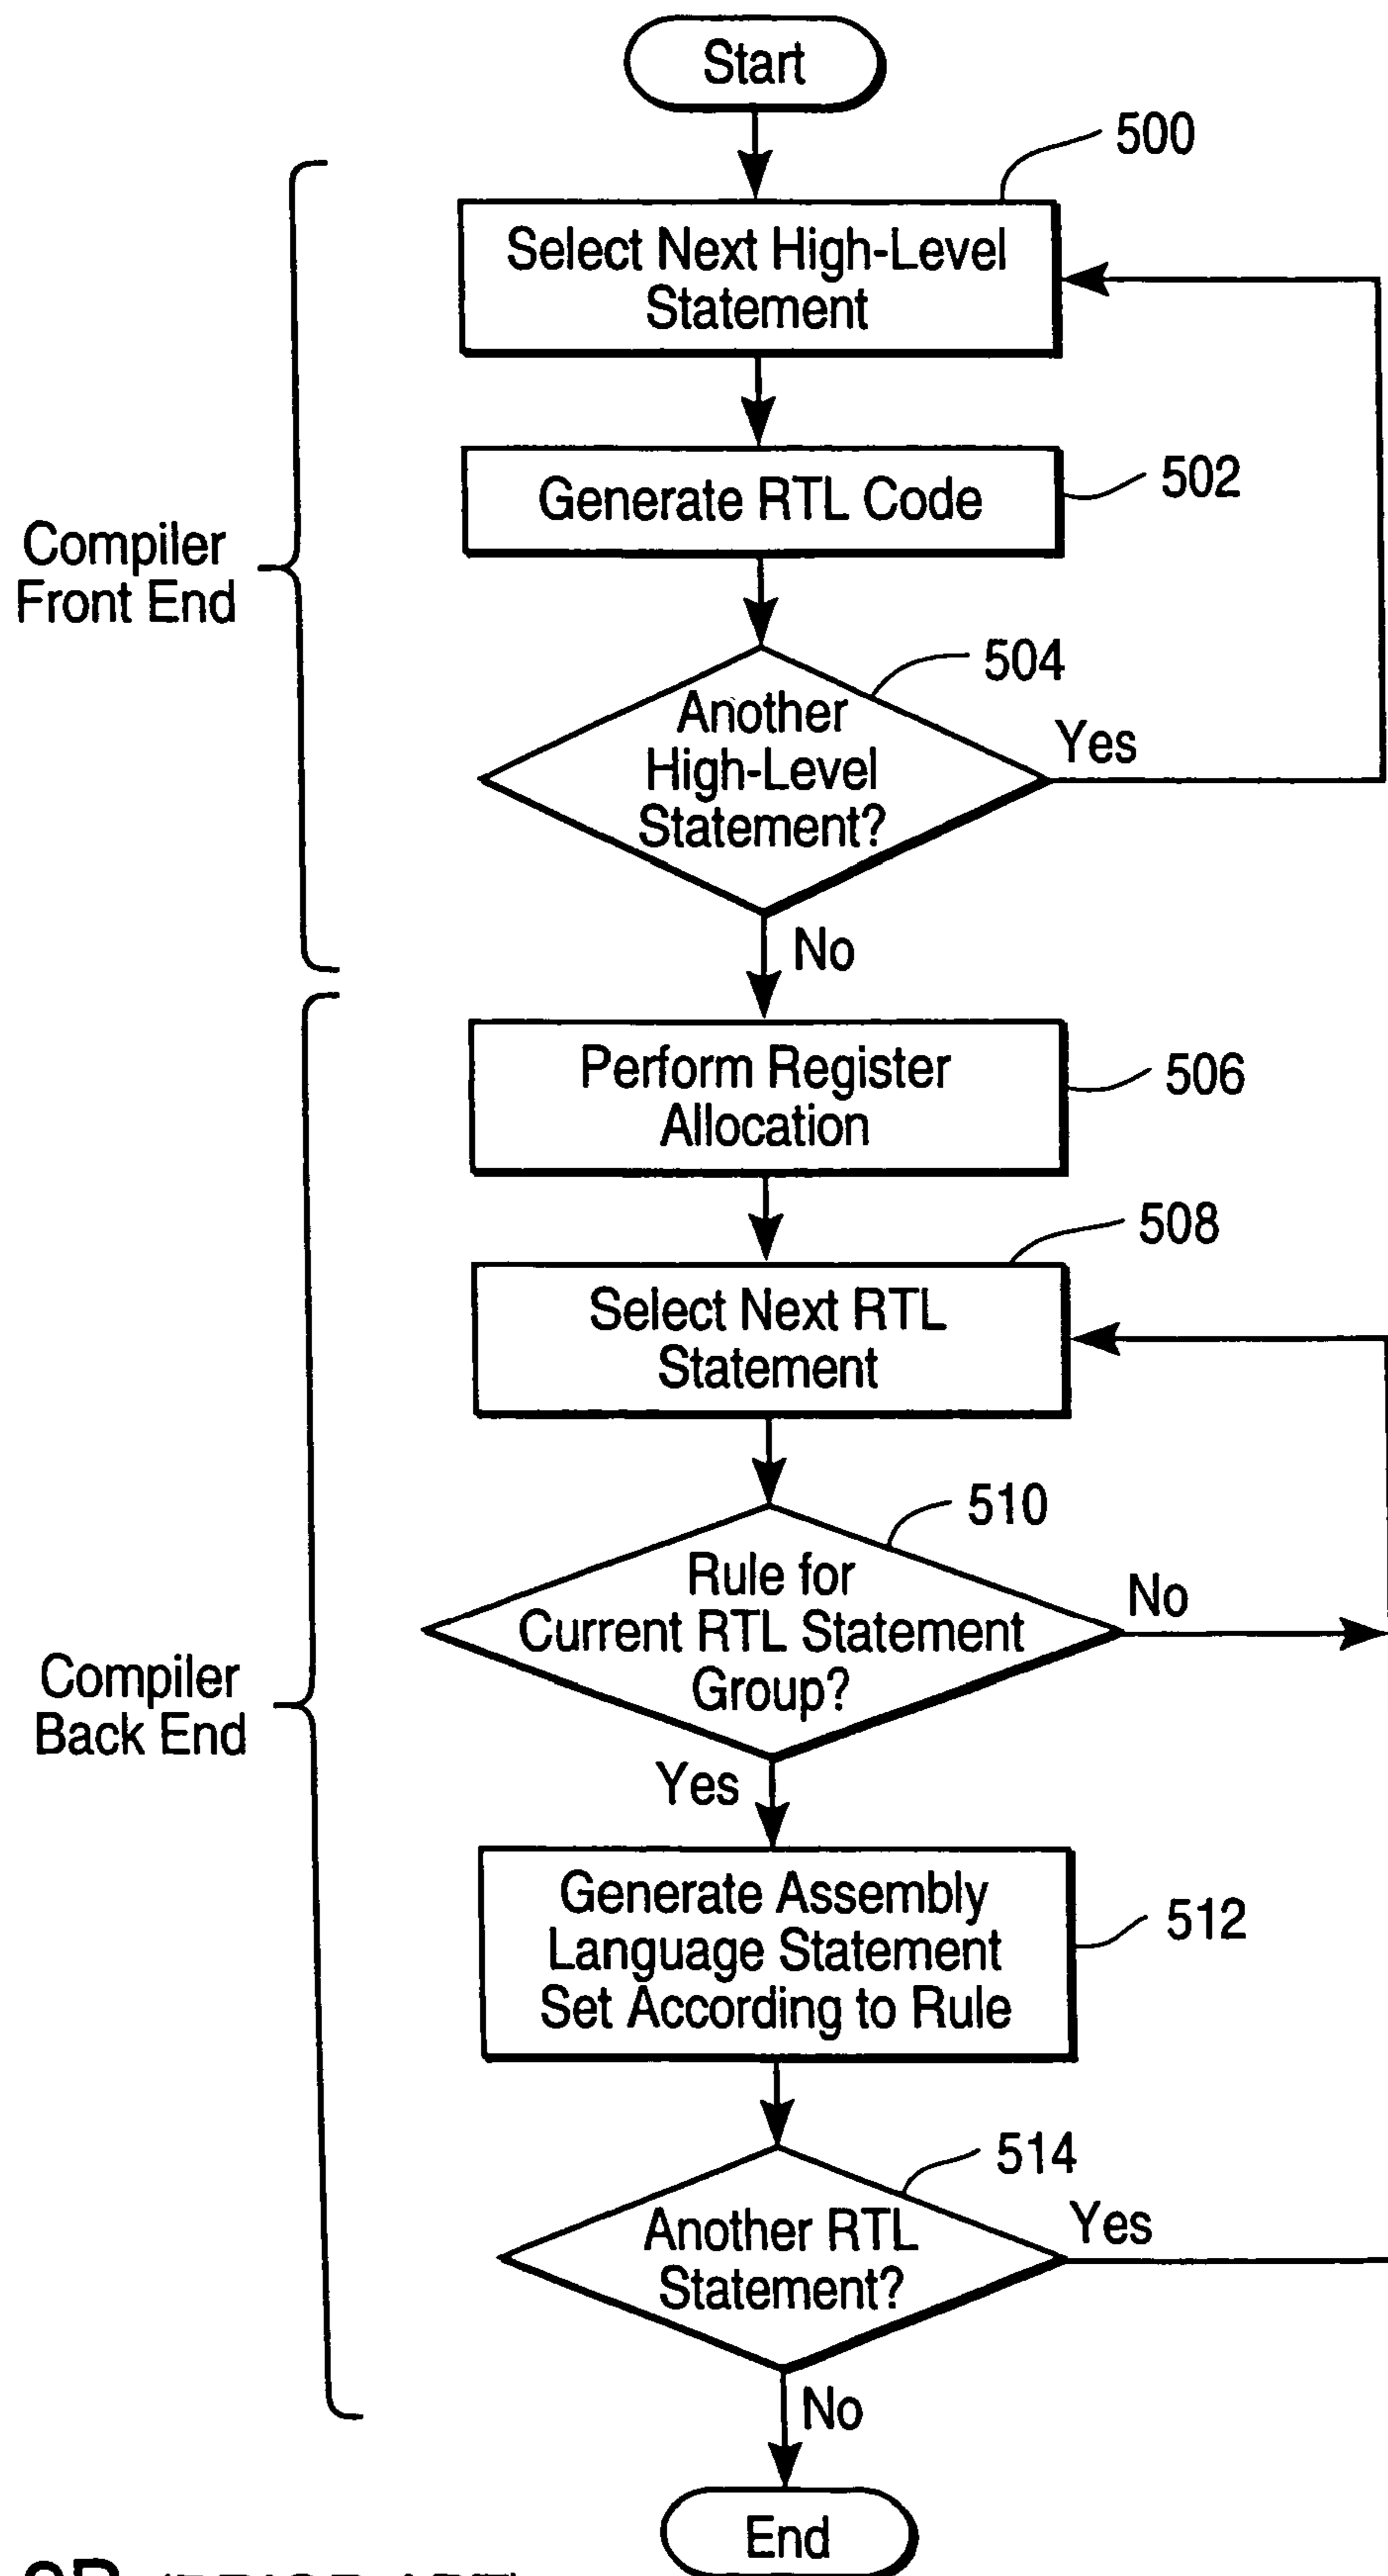 Start
500
Select Next High-Level
Statement
Generate RTL Code
502
Compiler
Front End
504
Another
High-Level
Statement?
Yes
No
Perform Register
Allocation
506
508
Select Next RTL
Statement
510
Rule for
Current RTL Statement
Group?
No
Compiler
Back End
Yes
Generate Assembly
Language Statement
Set According to Rule
512
514
Another RTL
Statement?
Yes
No
End